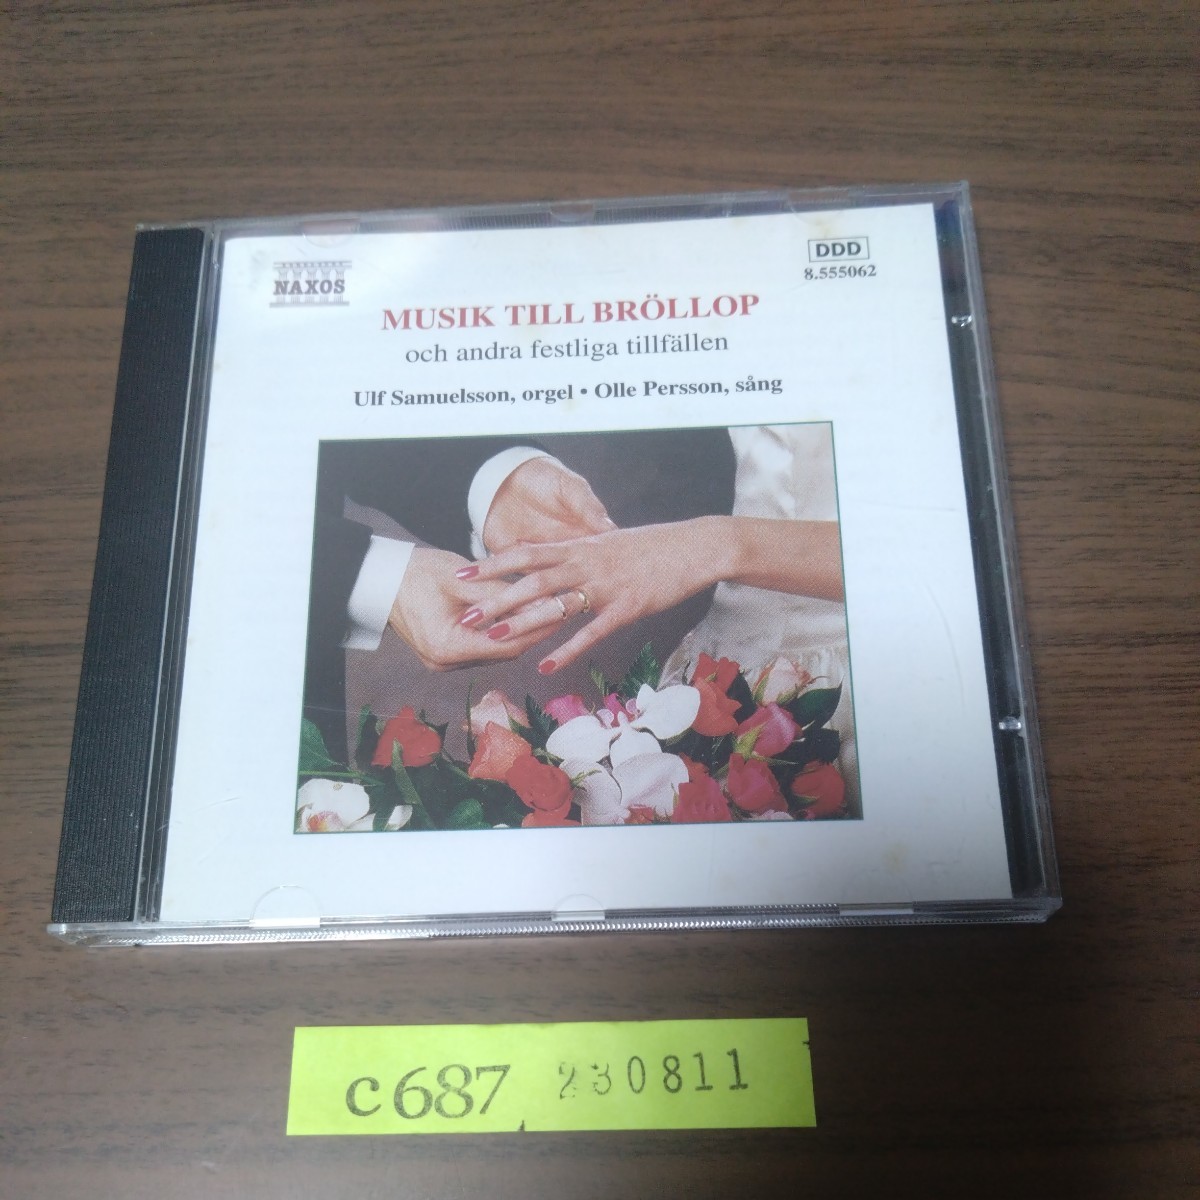 NAXOS
DDD
8.555062
MUSIK TILL BRÖLLOP
och andra festliga tillfällen
Ulf Samuelsson, orgel • Olle Persson, sång
c687 230811